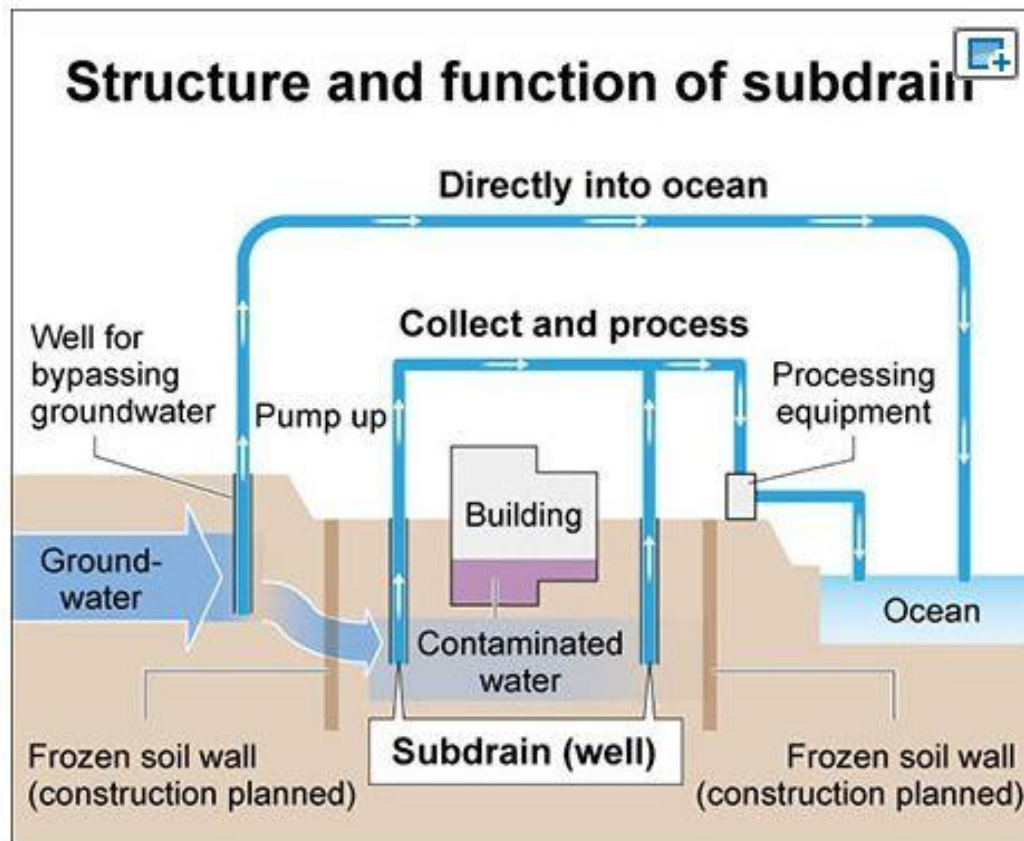 Structure and function of subdrain
Directly into ocean
Collect and process
Well for
bypassing
groundwater
Pump up
Processing
equipment
Building
Ground-
water
Ocean
Contaminated
water
Subdrain (well)
Frozen soil wall
(construction planned)
Frozen soil wall
(construction planned)